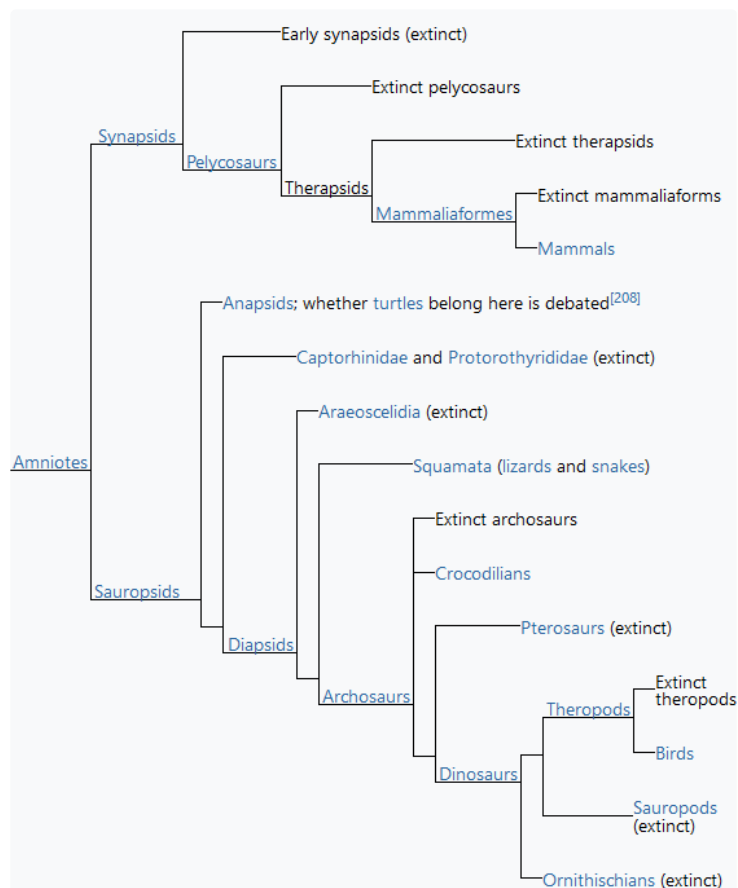 Early synapsids (extinct)
Extinct pelycosaurs
Synapsids
Extinct therapsids
Pelycosaurs
Therapsids
Extinct mammaliaforms
Mammaliaformes
Mammals
Anapsids; whether turtles belong here is debated[208]
Captorhinidae and Protorothyrididae (extinct)
Araeoscelidia (extinct)
Amniotes
Squamata (lizards and snakes)
Extinct archosaurs
Crocodilians
Sauropsids
Pterosaurs (extinct)
Diapsids
Extinct
theropods
Archosaurs
Theropods
Birds
Dinosaurs
Sauropods
(extinct)
Ornithischians (extinct)